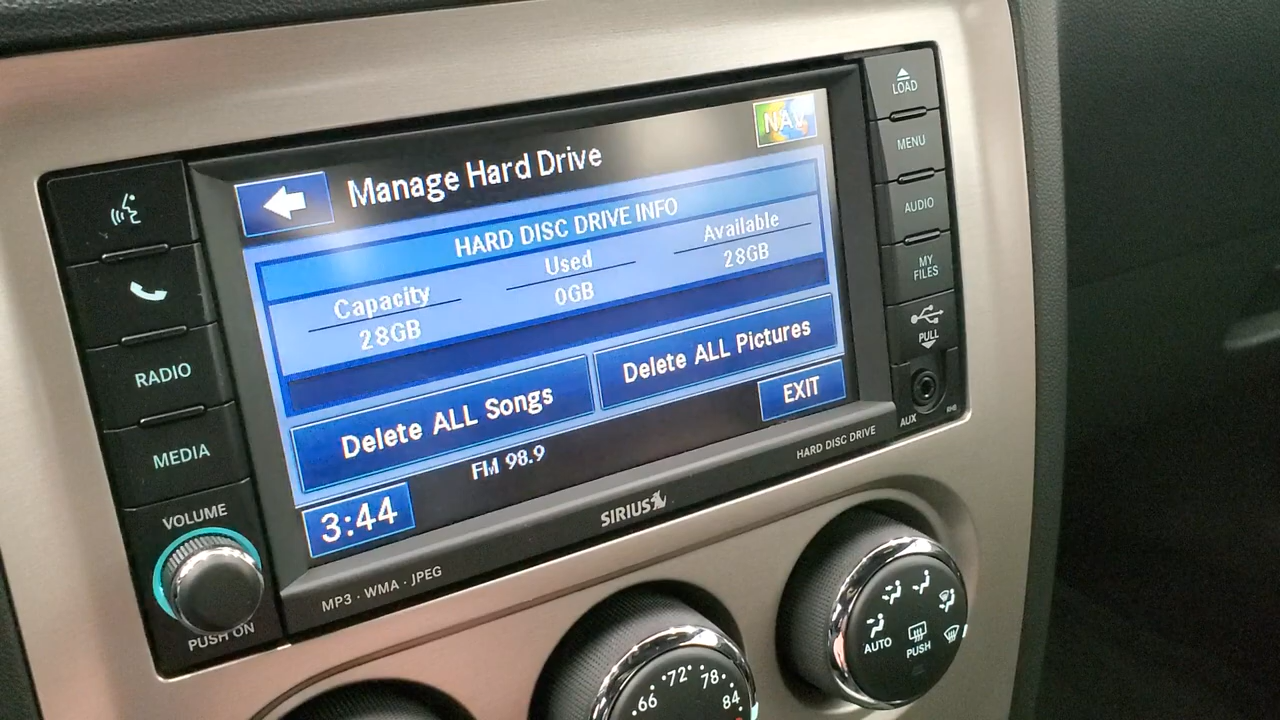 Manage Hard Drive
NAV
HARD DISC DRIVE INFO
Capacity Used Available
28GB 0GB 28GB
Delete ALL Songs Delete ALL Pictures
EXIT
FM 98.9
3:44
RADIO
MEDIA
VOLUME
PUSH ON
LOAD
MENU
AUDIO
MY
FILES
PULL
AUX
HARD DISC DRIVE
SIRIUS
MP3 · WMA · JPEG
66 · 72 · 78 · 84
AUTO
PUSH